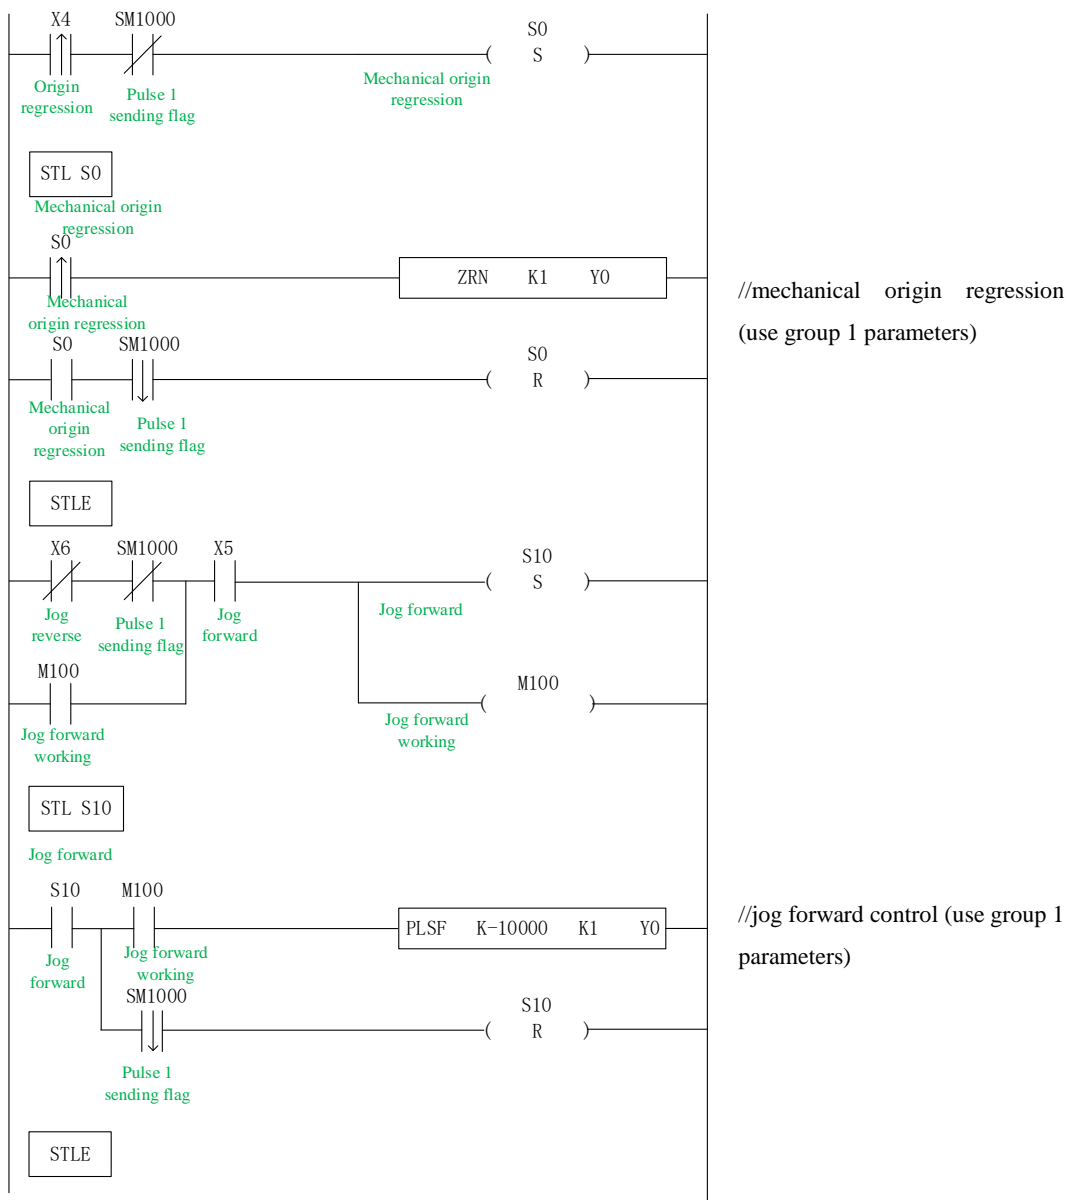 X4 SM1000 S0
( S )
Origin regression
Pulse 1 sending flag
Mechanical origin regression
STL S0
Mechanical origin regression
S0
ZRN K1 Y0
Mechanical origin regression
//mechanical origin regression
(use group 1 parameters)
S0 SM1000 S0
( R )
Mechanical origin regression
Pulse 1 sending flag
STLE
X6 SM1000 X5 S10
( S )
Jog reverse
Pulse 1 sending flag
Jog forward
Jog forward
M100 M100
( )
Jog forward working
Jog forward working
STL S10
Jog forward
S10 M100
PLSF K-10000 K1 Y0
Jog forward
Jog forward working
//jog forward control (use group 1
parameters)
SM1000 S10
( R )
Pulse 1 sending flag
STLE